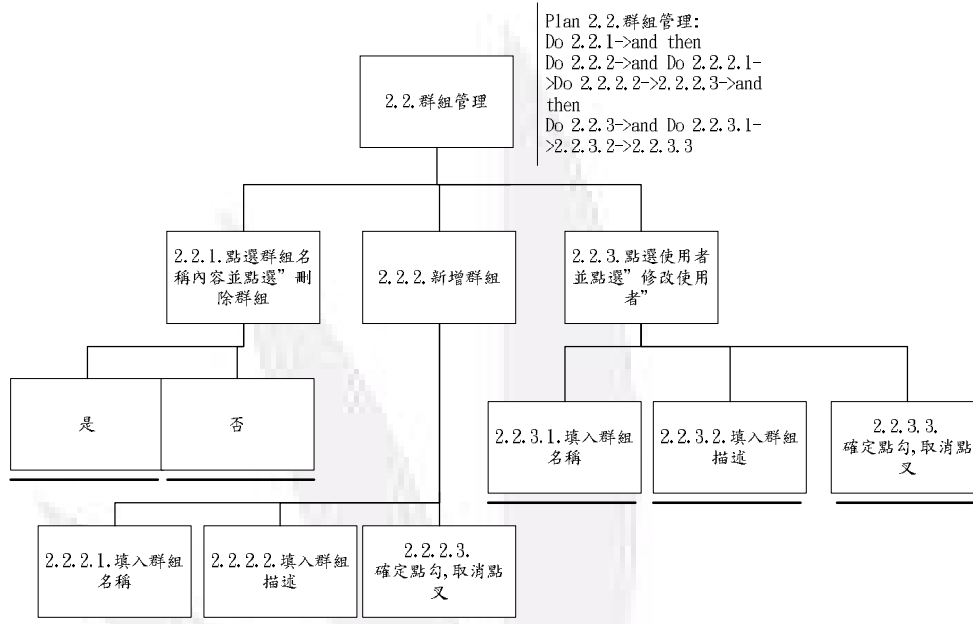 Plan 2.2.群組管理:
Do 2.2.1->and then
Do 2.2.2->and Do 2.2.2.1-
>Do 2.2.2.2->2.2.2.3->and
then
Do 2.2.3->and Do 2.2.3.1-
>2.2.3.2->2.2.3.3
2.2.群組管理
2.2.1.點選群組名
稱內容並點選”刪
除群組
2.2.2.新增群組
2.2.3.點選使用者
並點選”修改使用
者”
是
否
2.2.3.1.填入群組
名稱
2.2.3.2.填入群組
描述
2.2.3.3.
確定點勾,取消點
叉
2.2.2.1.填入群組
名稱
2.2.2.2.填入群組
描述
2.2.2.3.
確定點勾,取消點
叉